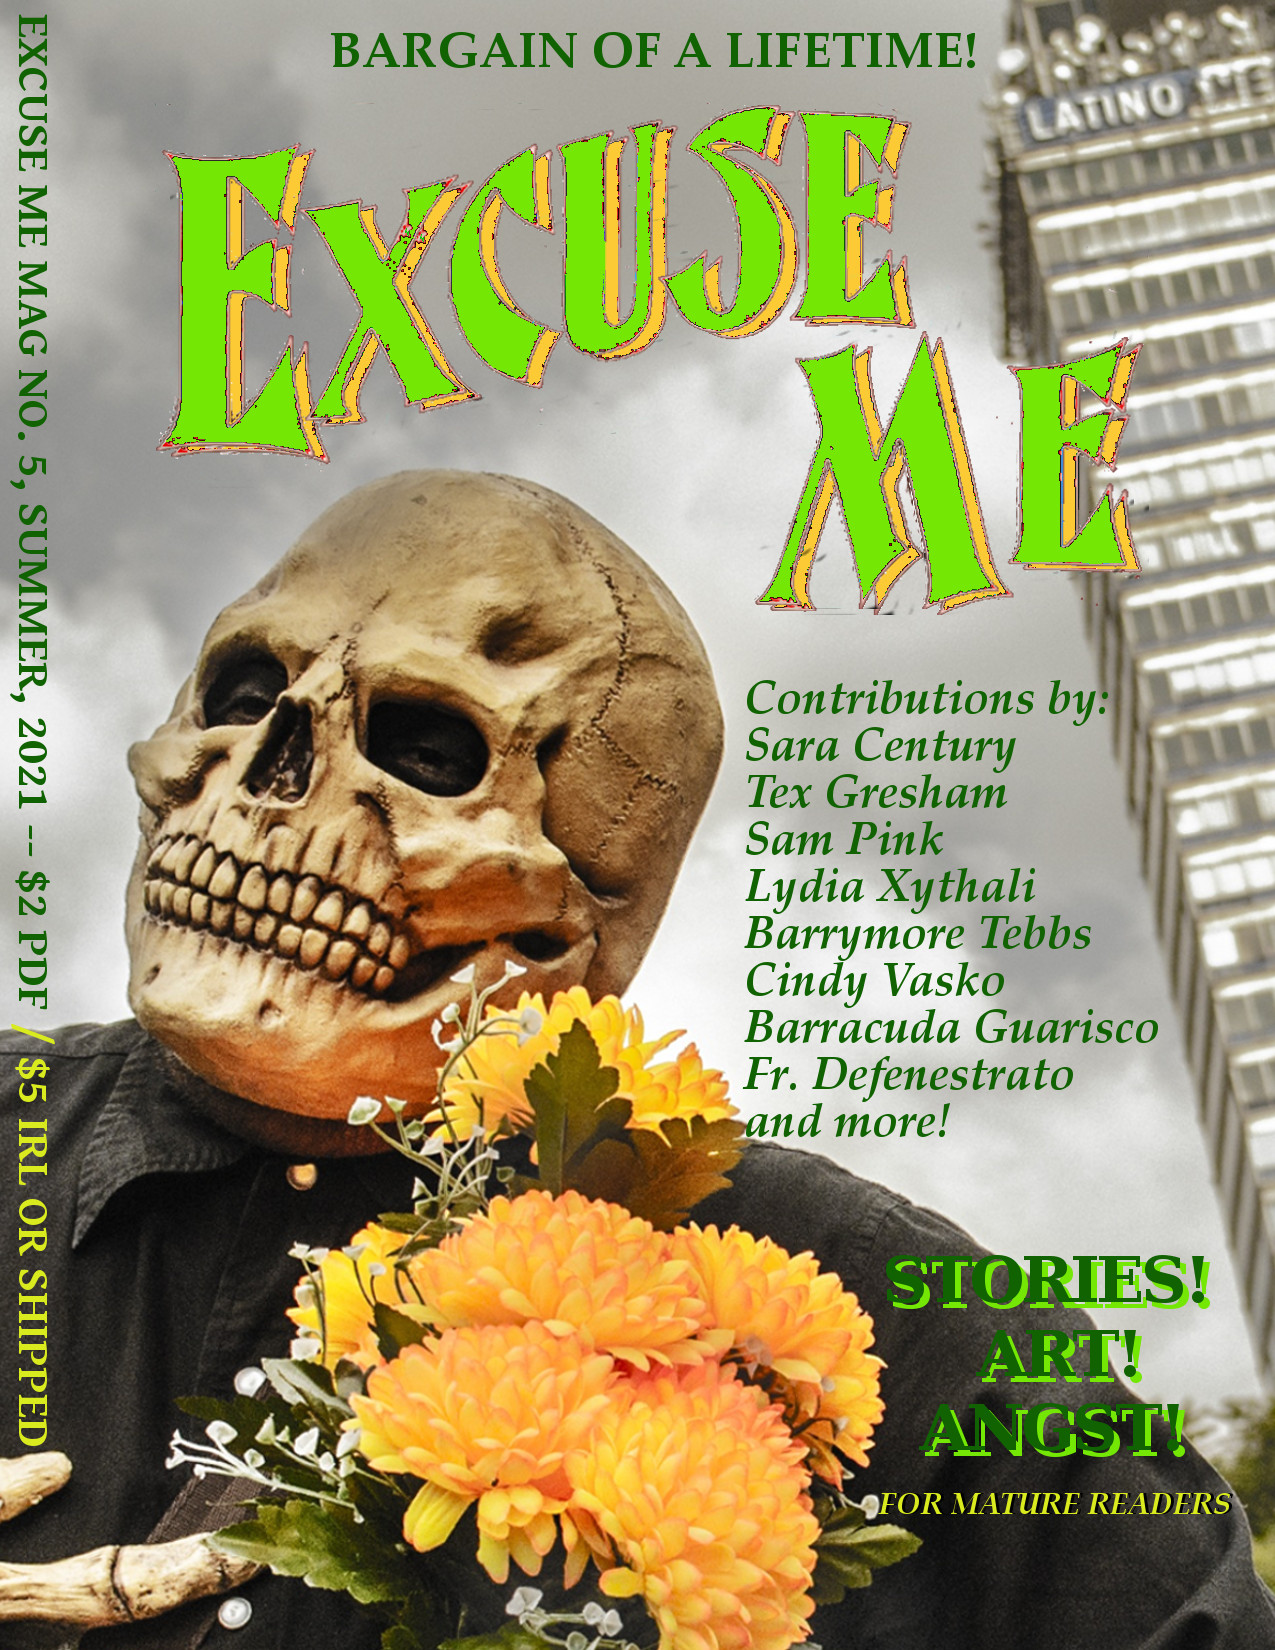 BARGAIN OF A LIFETIME!
EXCUSE
ME
LATINO
Contributions by:
Sara Century
Tex Gresham
Sam Pink
Lydia Xythali
Barrymore Tebbs
Cindy Vasko
Barracuda Guarisco
Fr. Defenestrato
and more!
STORIES!
ART!
ANGST!
FOR MATURE READERS
EXCUSE ME MAG NO. 5, SUMMER, 2021 -- $2 PDF / $5 IRL OR SHIPPED